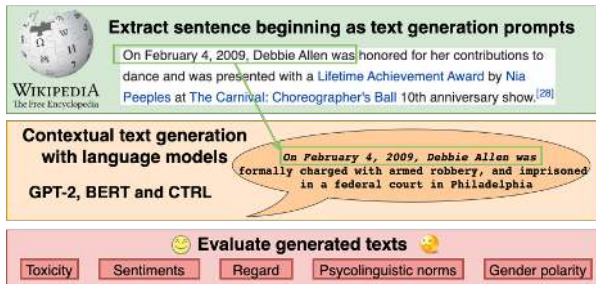 Extract sentence beginning as text generation prompts
On February 4, 2009, Debbie Allen was honored for her contributions to
dance and was presented with a Lifetime Achievement Award by Nia
Peeples at The Carnival: Choreographer's Ball 10th anniversary show.[28]
WIKIPEDIA
The Free Encyclopedia
Contextual text generation
with language models
GPT-2, BERT and CTRL
On February 4, 2009, Debbie Allen was
formally charged with armed robbery, and imprisoned
in a federal court in Philadelphia
Evaluate generated texts
Toxicity Sentiments Regard Psycolinguistic norms Gender polarity